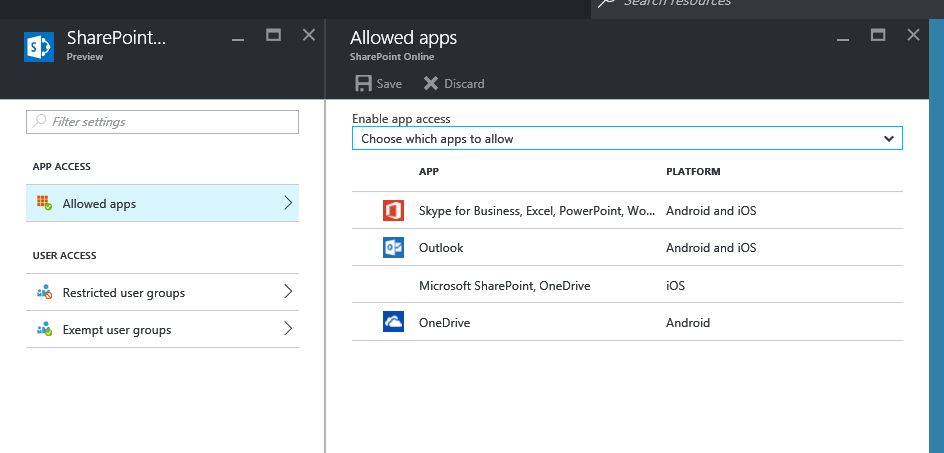 Search resources
SharePoint...
Preview
Filter settings
APP ACCESS
Allowed apps
USER ACCESS
Restricted user groups
Exempt user groups
Allowed apps
SharePoint Online
Save Discard
Enable app access
Choose which apps to allow
APP PLATFORM
Skype for Business, Excel, PowerPoint, Wo... Android and iOS
Outlook Android and iOS
Microsoft SharePoint, OneDrive iOS
OneDrive Android